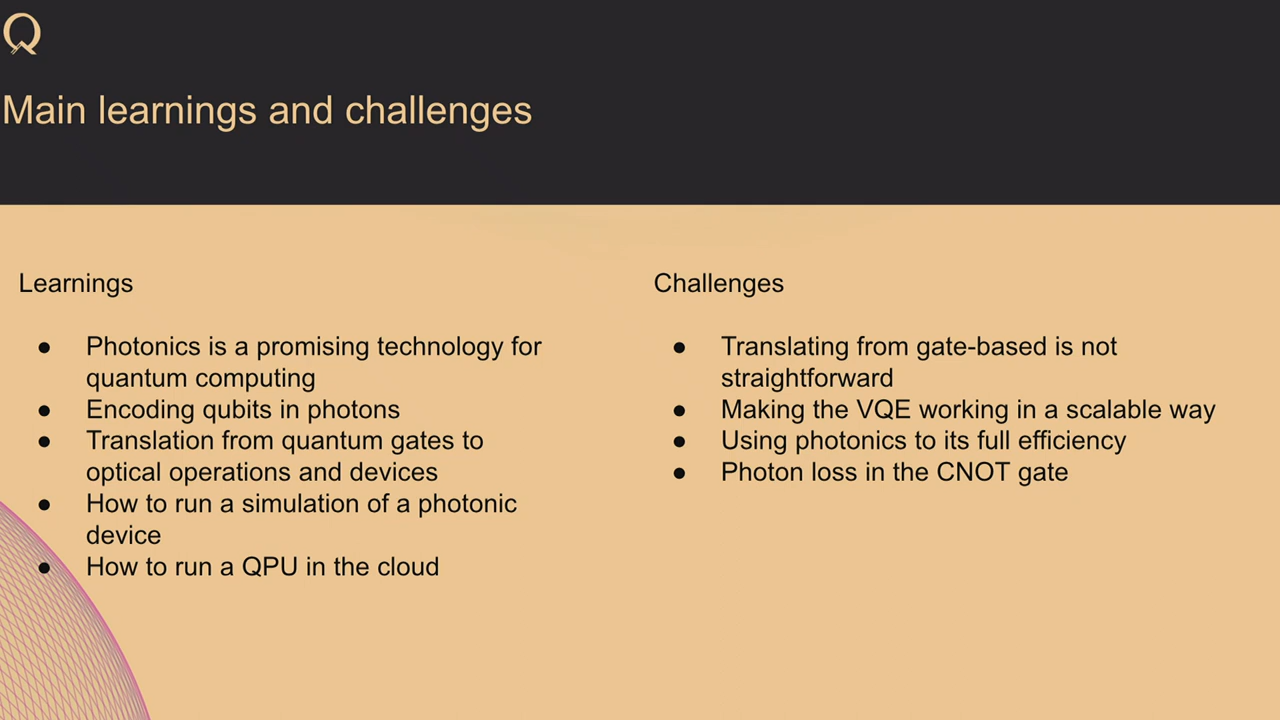 Q
Main learnings and challenges
Learnings
● Photonics is a promising technology for
quantum computing
● Encoding qubits in photons
● Translation from quantum gates to
optical operations and devices
● How to run a simulation of a photonic
device
● How to run a QPU in the cloud
Challenges
● Translating from gate-based is not
straightforward
● Making the VQE working in a scalable way
● Using photonics to its full efficiency
● Photon loss in the CNOT gate